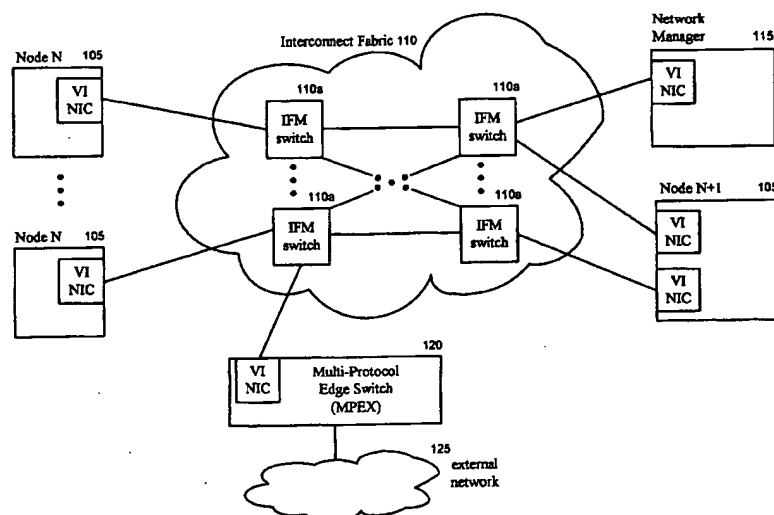 Interconnect Fabric 110
Node N 105
VI
NIC
Network
Manager 115
VI
NIC
110a
IFM
switch
110a
IFM
switch
Node N 105
VI
NIC
110a
IFM
switch
110a
IFM
switch
Node N+1 105
VI
NIC
VI
NIC
120
VI
NIC
Multi-Protocol
Edge Switch
(MPEX)
125
external
network